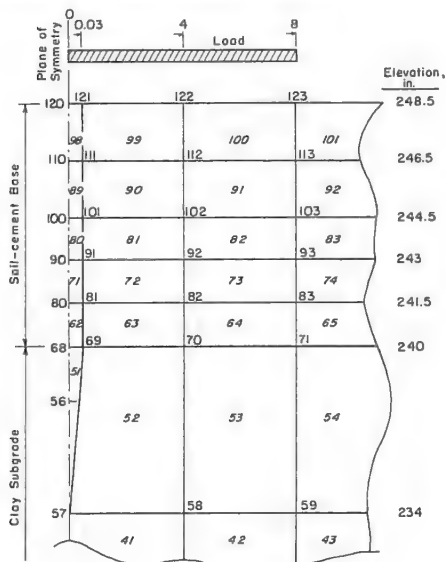 0 0.03 4 8
Load
Plane of Symmetry
Elevation, in.
121 122 123
120 248.5
98 99 100 101
110 111 112 113 246.5
89 90 91 92
100 101 102 103 244.5
80 81 82 83
90 91 92 93 243
71 72 73 74
80 81 82 83 241.5
62 63 64 65
68 69 70 71 240
51
56
52 53 54
58 59
57 234
41 42 43
Soil-cement Base
Clay Subgrade